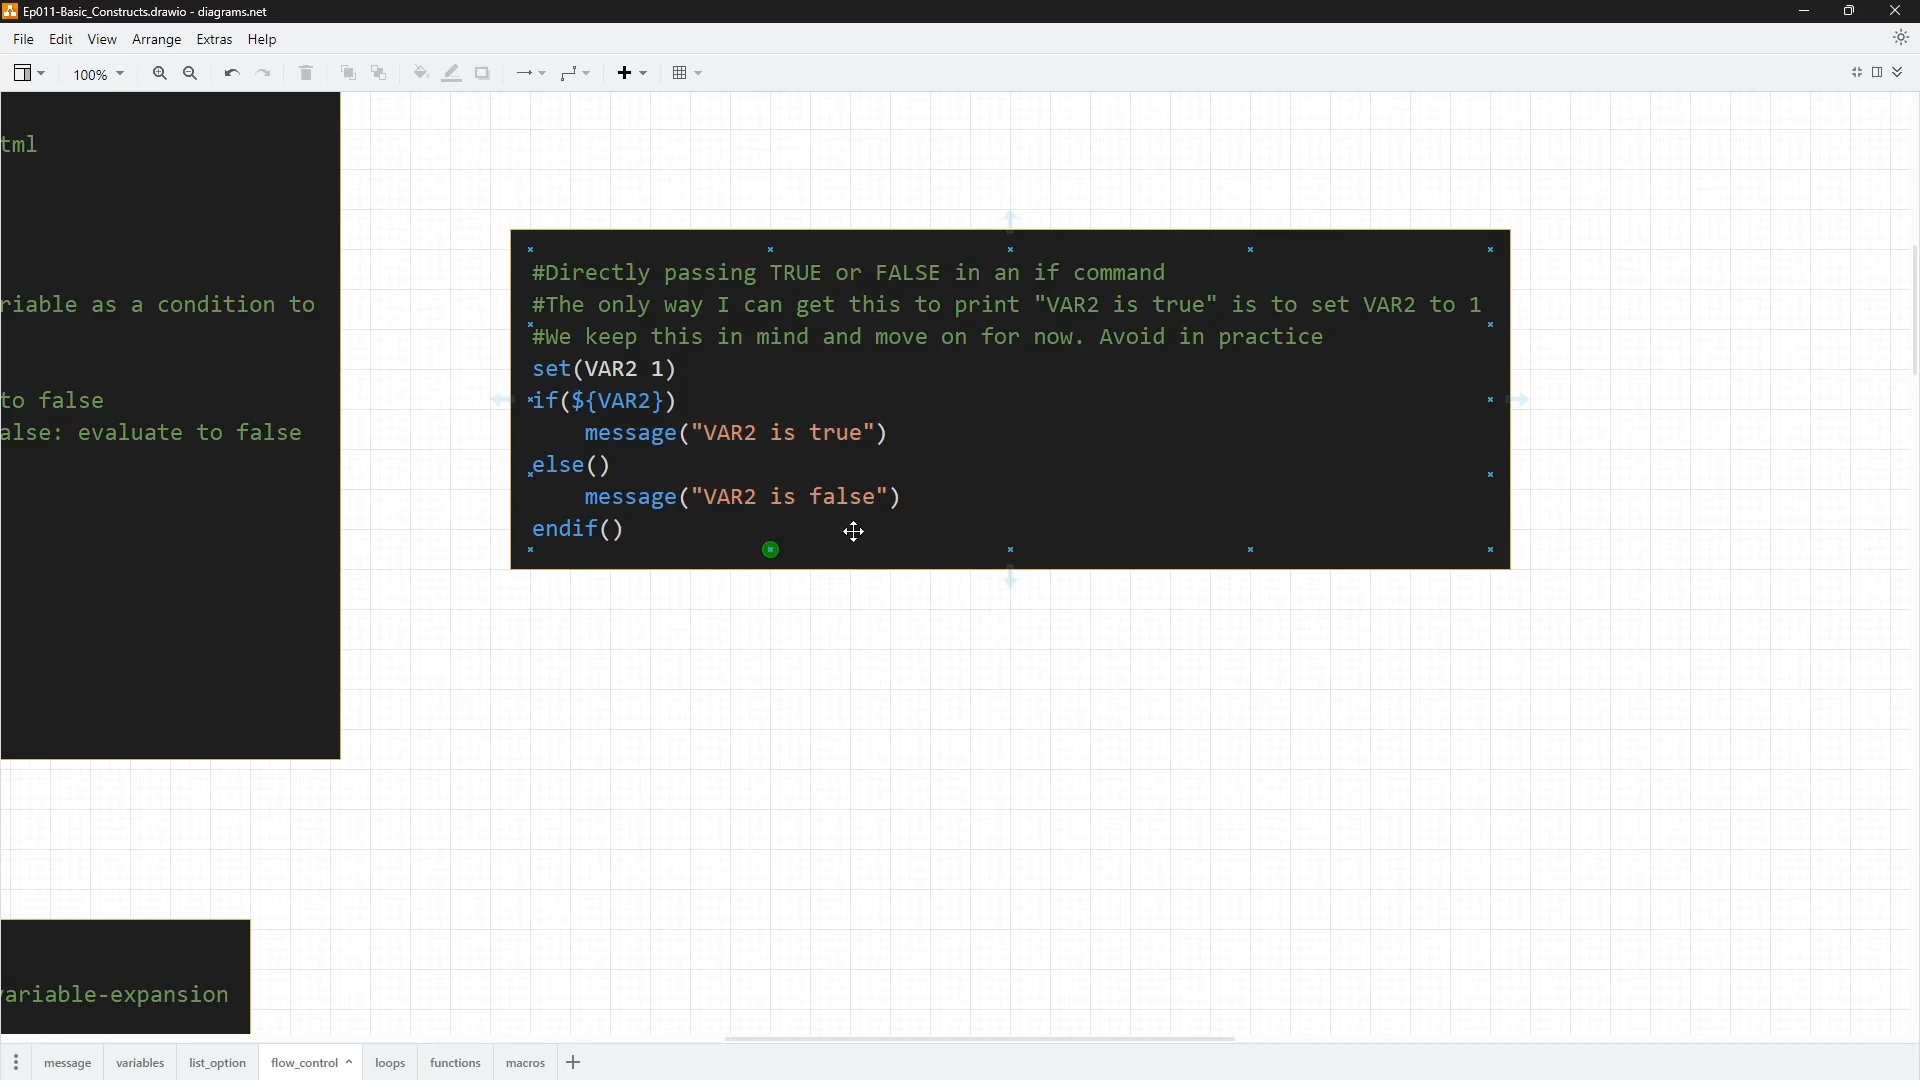 Ep011-Basic_Constructs.drawio - diagrams.net
File Edit View Arrange Extras Help
100%
tml
riable as a condition to
to false
alse: evaluate to false
#Directly passing TRUE or FALSE in an if command
#The only way I can get this to print "VAR2 is true" is to set VAR2 to 1
#We keep this in mind and move on for now. Avoid in practice
set(VAR2 1)
if(${VAR2})
message("VAR2 is true")
else()
message("VAR2 is false")
endif()
variable-expansion
message variables list_option flow_control loops functions macros